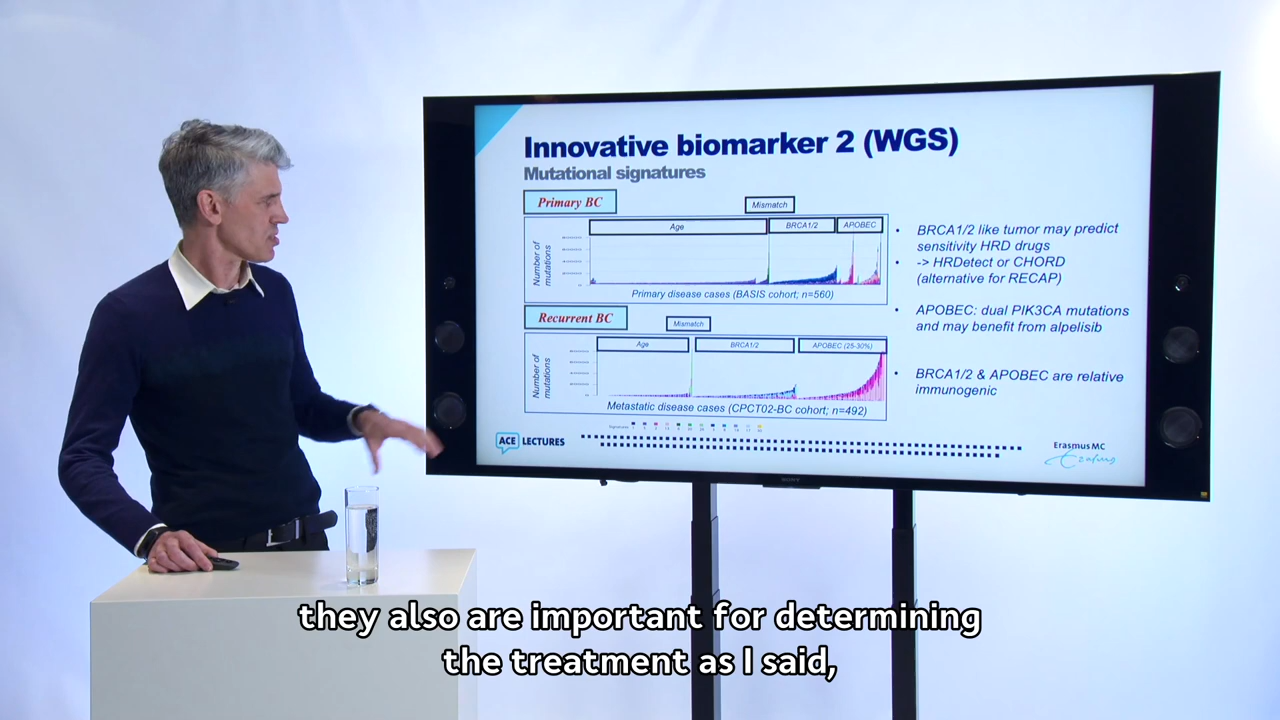 Innovative biomarker 2 (WGS)
Mutational signatures
Primary BC
Mismatch
Age
BRCA1/2
APOBEC
Number of
mutations
Primary disease cases (BASIS cohort; n=560)
Recurrent BC
Mismatch
Age
BRCA1/2
APOBEC (25-30%)
Number of
mutations
Metastatic disease cases (CPCT02-BC cohort; n=492)
• BRCA1/2 like tumor may predict
sensitivity HRD drugs
• -> HRDetect or CHORD
(alternative for RECAP)
• APOBEC: dual PIK3CA mutations
and may benefit from alpelisib
• BRCA1/2 & APOBEC are relative
immunogenic
ACE LECTURES
Erasmus MC
Erasmus
SONY
they also are important for determining
the treatment as I said,